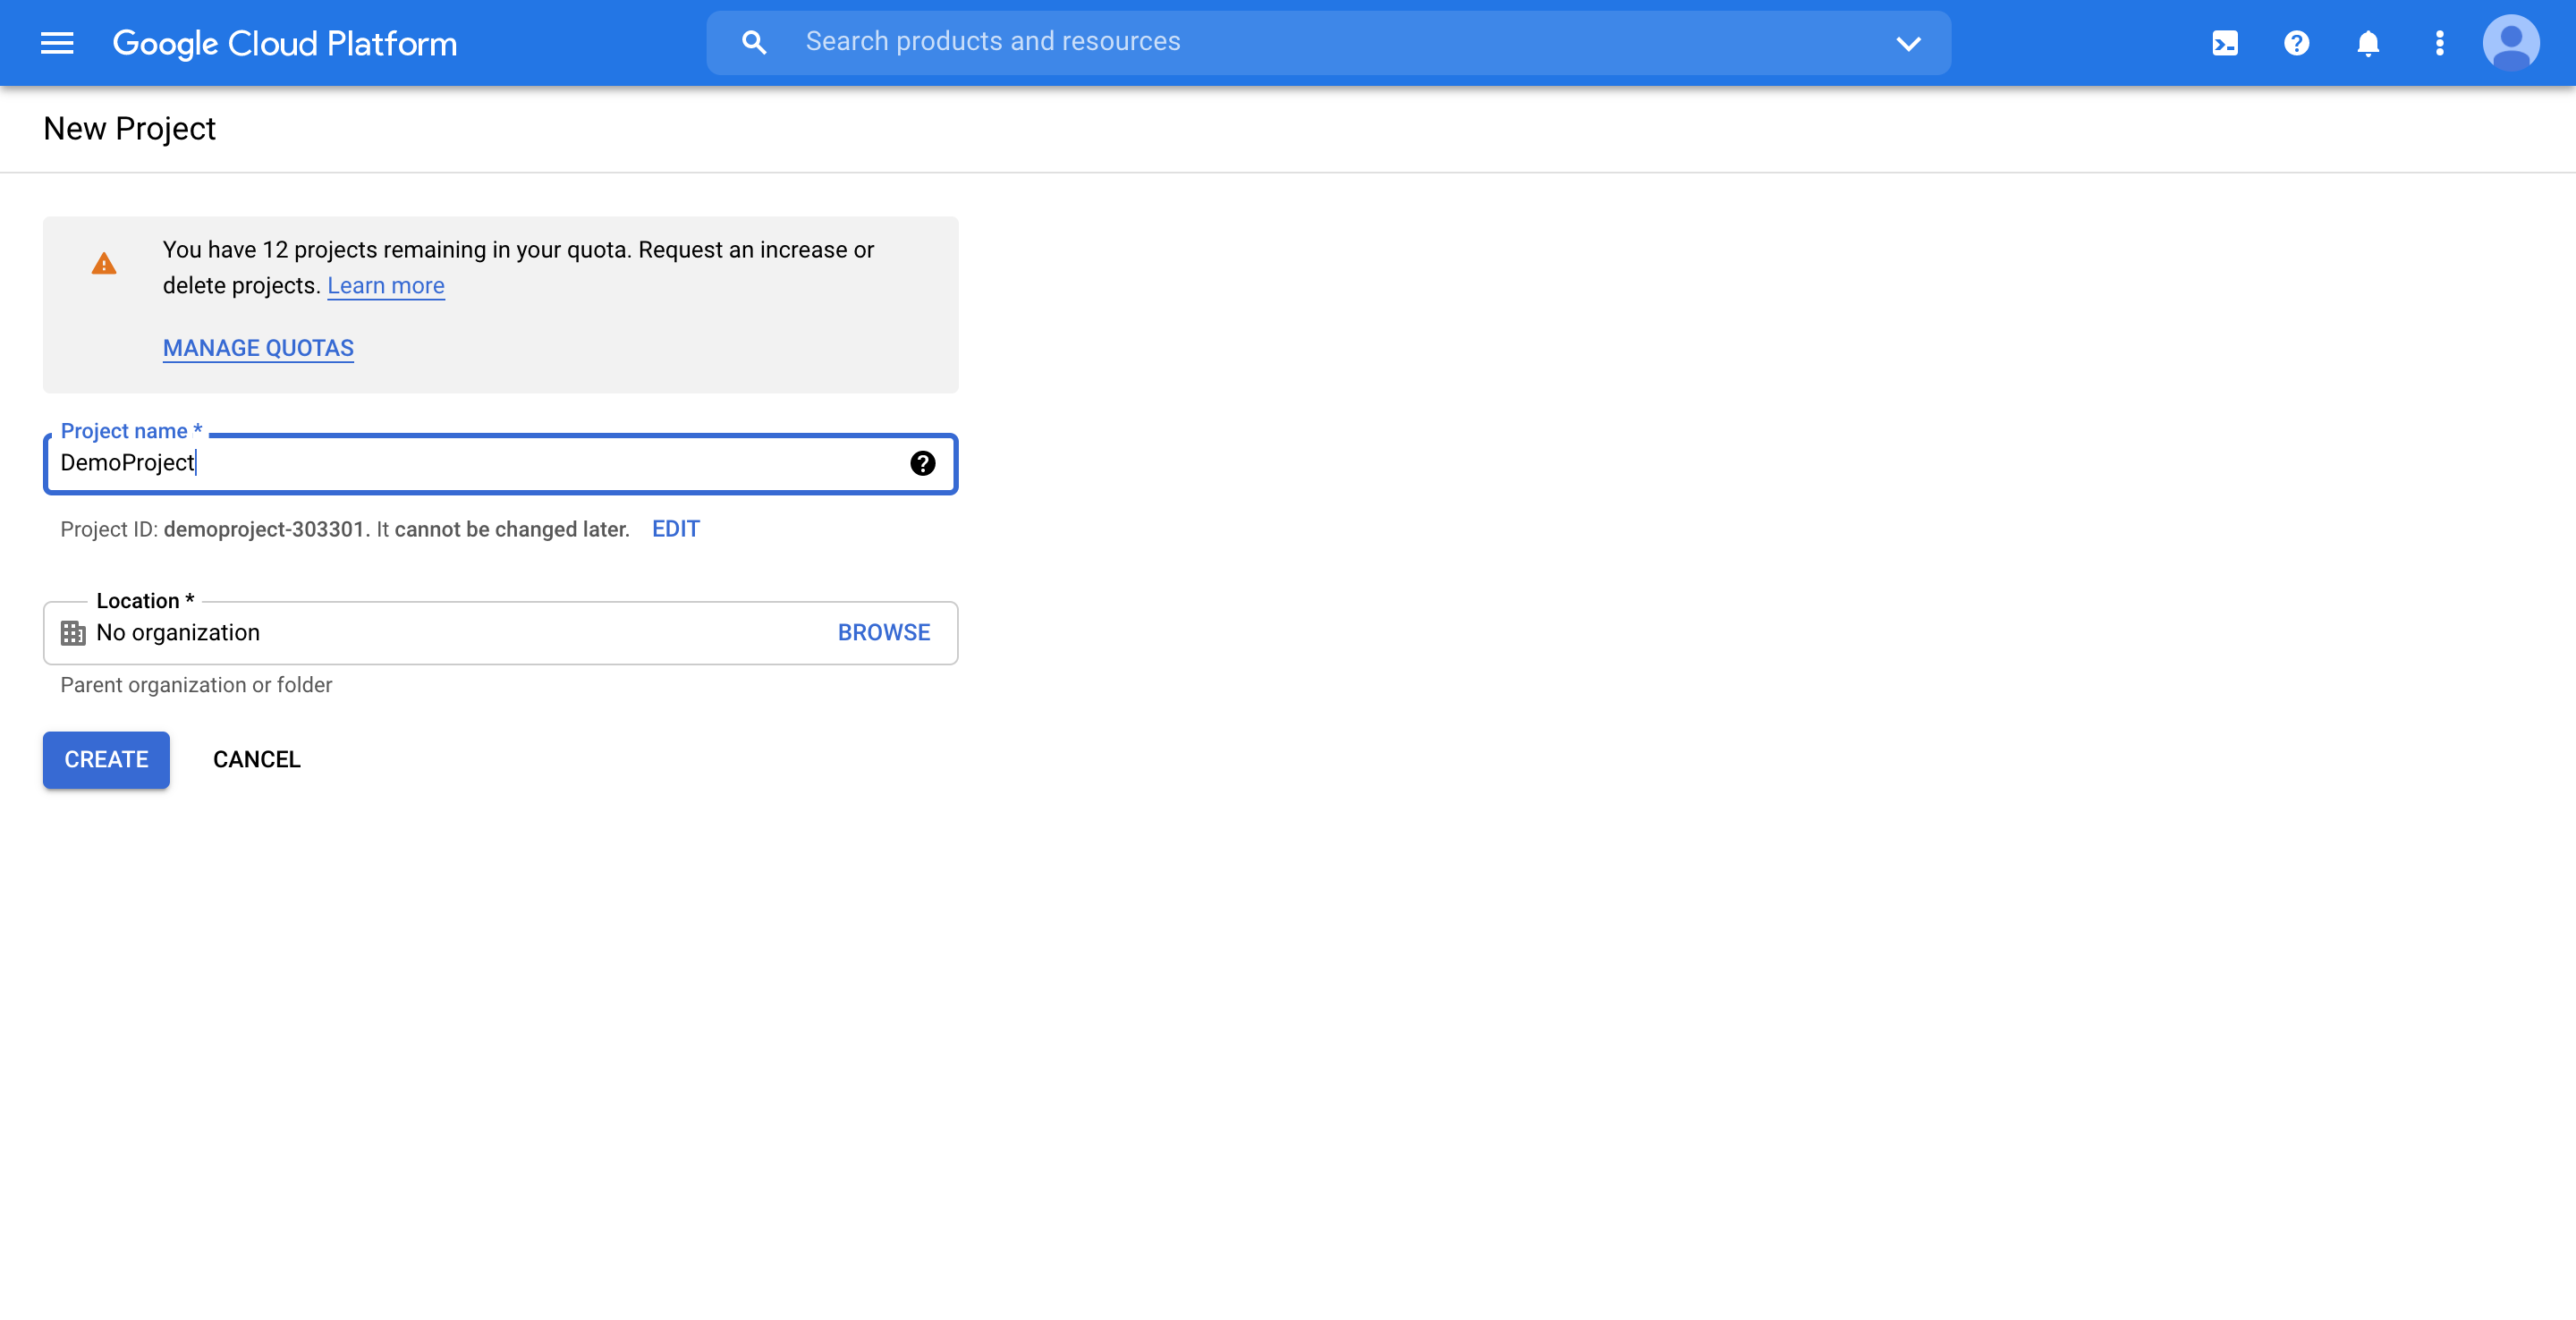 Google Cloud Platform
Search products and resources
New Project
You have 12 projects remaining in your quota. Request an increase or
delete projects. Learn more
MANAGE QUOTAS
Project name *
DemoProject
Project ID: demoproject-303301. It cannot be changed later. EDIT
Location *
No organization BROWSE
Parent organization or folder
CREATE CANCEL